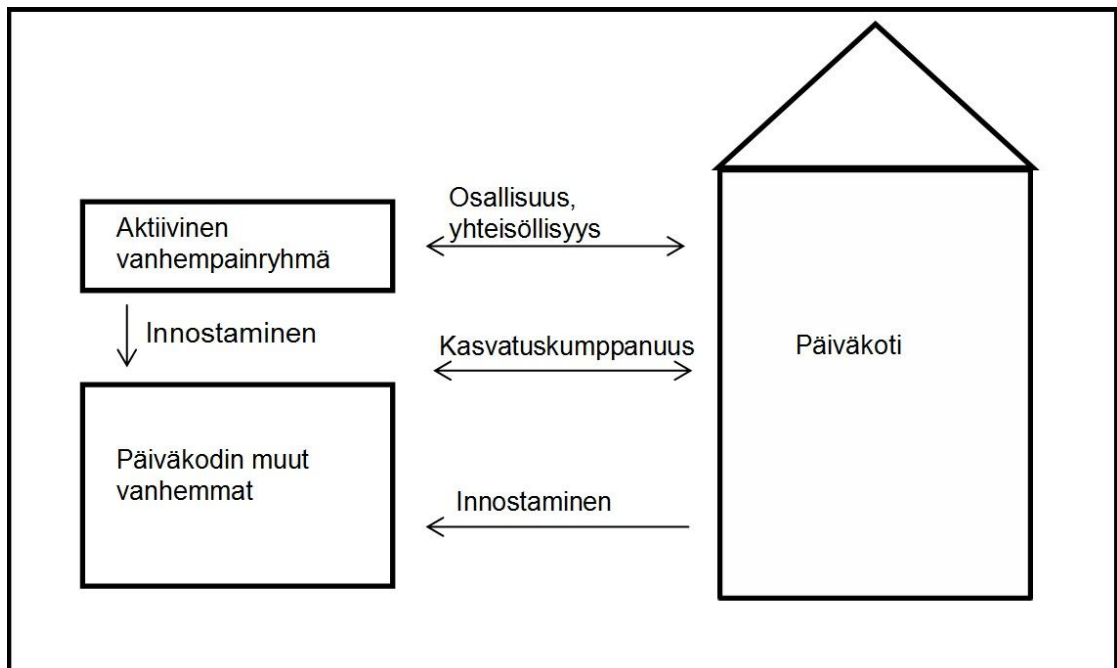 Osallisuus,
yhteisöllisyys
Aktiivinen
vanhempainryhmä
Innostaminen
Kasvatuskumppanuus
Päiväkoti
Päiväkodin muut
vanhemmat
Innostaminen